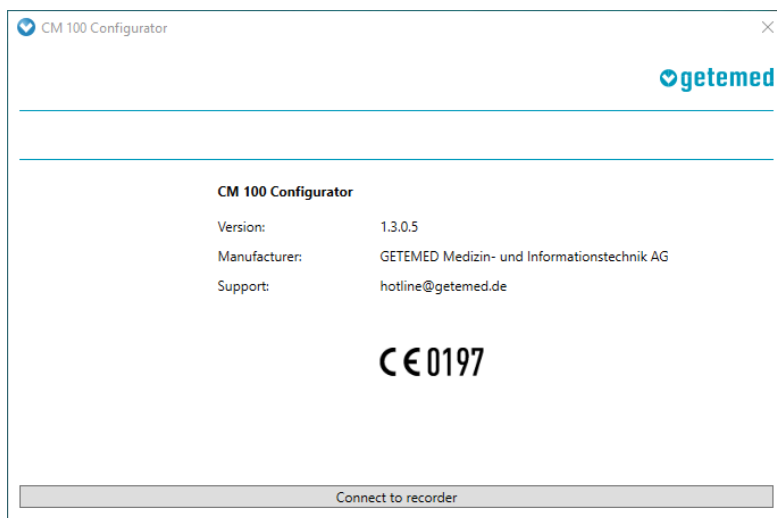 CM 100 Configurator
getemed
CM 100 Configurator
Version: 1.3.0.5
Manufacturer: GETEMED Medizin- und Informationstechnik AG
Support: hotline@getemed.de
CE 0197
Connect to recorder